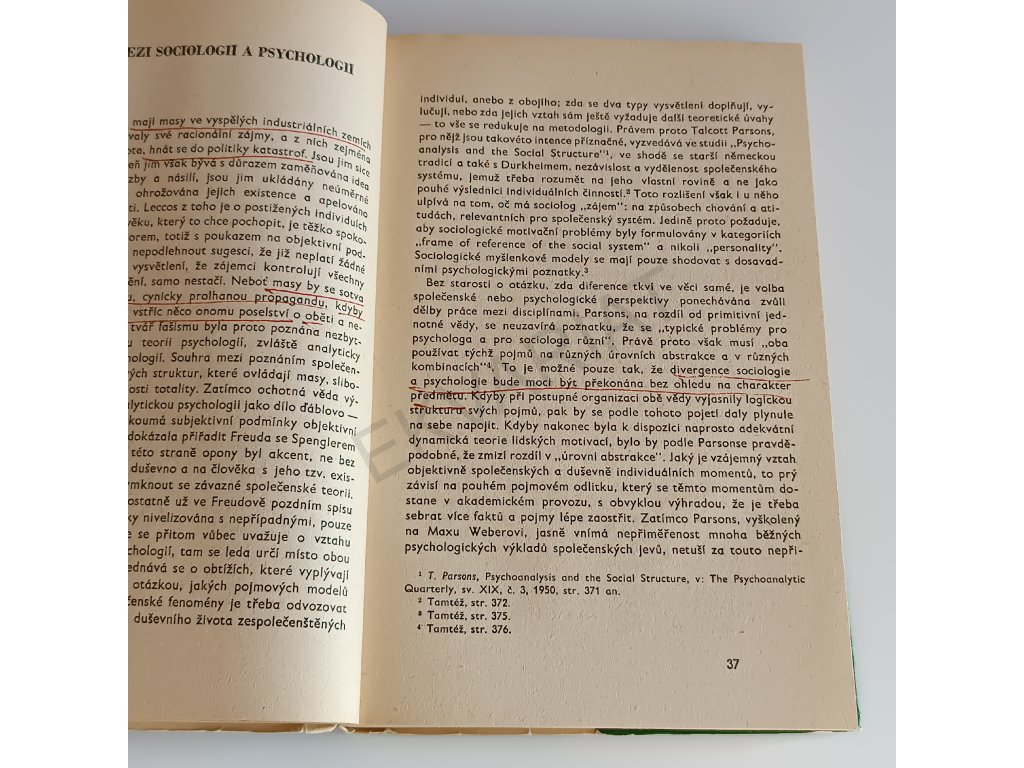 EZI SOCIOLOGIÍ A PSYCHOLOGIÍ
mají masy ve vyspělých industriálních zemích
valy své racionální zájmy, a z nich zejména
ota, hnát se do politiky katastrof. Jsou jim sice
eň jim však bývá s důrazem zaměňována idea
zby a násilí, jsou jim ukládány neúměrné
ohrožována jejich existence a apelováno
ti. Leccos z toho je o postižených individuích
věku, který to chce pochopit, je těžko spoko-
orem, totiž s poukazem na objektivní pod-
nepodlehnout sugesci, že již neplatí žádné
vysvětlení, že zájemci kontrolují všechny
ění, samo nestačí. Neboť masy by se sotva
u, cynicky prolhanou propagandu, kdyby
vstříc něco onomu poselství o oběti a ne-
tvář fašismu byla proto poznána nezbyt-
u teorii psychologií, zvláště analyticky
hologií. Souhra mezi poznáním společen-
vých struktur, které ovládají masy, slibo-
nosti totality. Zatímco ochotná věda vý-
alytickou psychologii jako dílo ďáblovo —
koumá subjektivní podmínky objektivní
dokázala přiřadit Freuda se Spenglerem
této straně opony byl akcent, ne bez
duševno a na člověka s jeho tzv. exis-
ymknout se závazné společenské teorii.
ostatně už ve Freudově pozdním spisu
ky nivelizována s nepřípadnými, pouze
e se přitom vůbec uvažuje o vztahu
chologií, tam se leda určí místo obou
ednává se o obtížích, které vyplývají
otázkou, jakých pojmových modelů
čenské fenomény je třeba odvozovat
duševního života zespolečenštěných
individuí, anebo z obojího; zda se dva typy vysvětlení doplňují, vy-
lučují, nebo zda jejich vztah sám ještě vyžaduje další teoretické úvahy
— to vše se redukuje na metodologii. Právem proto Talcott Parsons,
pro nějž jsou takovéto intence příznačné, vyzvedává ve studii „Psycho-
analysis and the Social Structure“¹, ve shodě se starší německou
tradicí a také s Durkheimem, nezávislost a vydělenost společenského
systému, jemuž třeba rozumět na jeho vlastní rovině a ne jako
pouhé výslednici individuálních činností.² Toto rozlišení však i u něho
ulpívá na tom, oč má sociolog „zájem“: na způsobech chování a ati-
tudách, relevantních pro společenský systém. Jedině proto požaduje,
aby sociologické motivační problémy byly formulovány v kategoriích
„frame of reference of the social system“ a nikoli „personality“.
Sociologické myšlenkové modely se mají pouze shodovat s dosavad-
ními psychologickými poznatky.³
Bez starosti o otázku, zda diference tkví ve věci samé, je volba
společenské nebo psychologické perspektivy ponechávána zvůli
dělby práce mezi disciplínami. Parsons, na rozdíl od primitivní jed-
notné vědy, se neuzavírá poznatku, že se „typické problémy pro
psychologa a pro sociologa různí“. Právě proto však musí „oba
používat týchž pojmů na různých úrovních abstrakce a v různých
kombinacích“⁴. To je možné pouze tak, že divergence sociologie
a psychologie bude moci být překonána bez ohledu na charakter
předmětu. Kdyby při postupné organizaci obě vědy vyjasnily logickou
strukturu svých pojmů, pak by se podle tohoto pojetí daly plynule
na sebe napojit. Kdyby nakonec byla k dispozici naprosto adekvátní
dynamická teorie lidských motivací, bylo by podle Parsonse pravdě-
podobné, že zmizí rozdíl v „úrovni abstrakce“. Jaký je vzájemný vztah
objektivně společenských a duševně individuálních momentů, to prý
závisí na pouhém pojmovém odlitku, který se těmto momentům do-
stane v akademickém provozu, s obvyklou výhradou, že je třeba
sebrat více faktů a pojmy lépe zaostřit. Zatímco Parsons, vyškolený
na Maxu Weberovi, jasně vnímá nepřiměřenost mnoha běžných
psychologických výkladů společenských jevů, netuší za touto nepři-
¹ T. Parsons, Psychoanalysis and the Social Structure, v: The Psychoanalytic
Quarterly, sv. XIX, č. 3, 1950, str. 371 an.
² Tamtéž, str. 372.
³ Tamtéž, str. 375.
⁴ Tamtéž, str. 376.
37